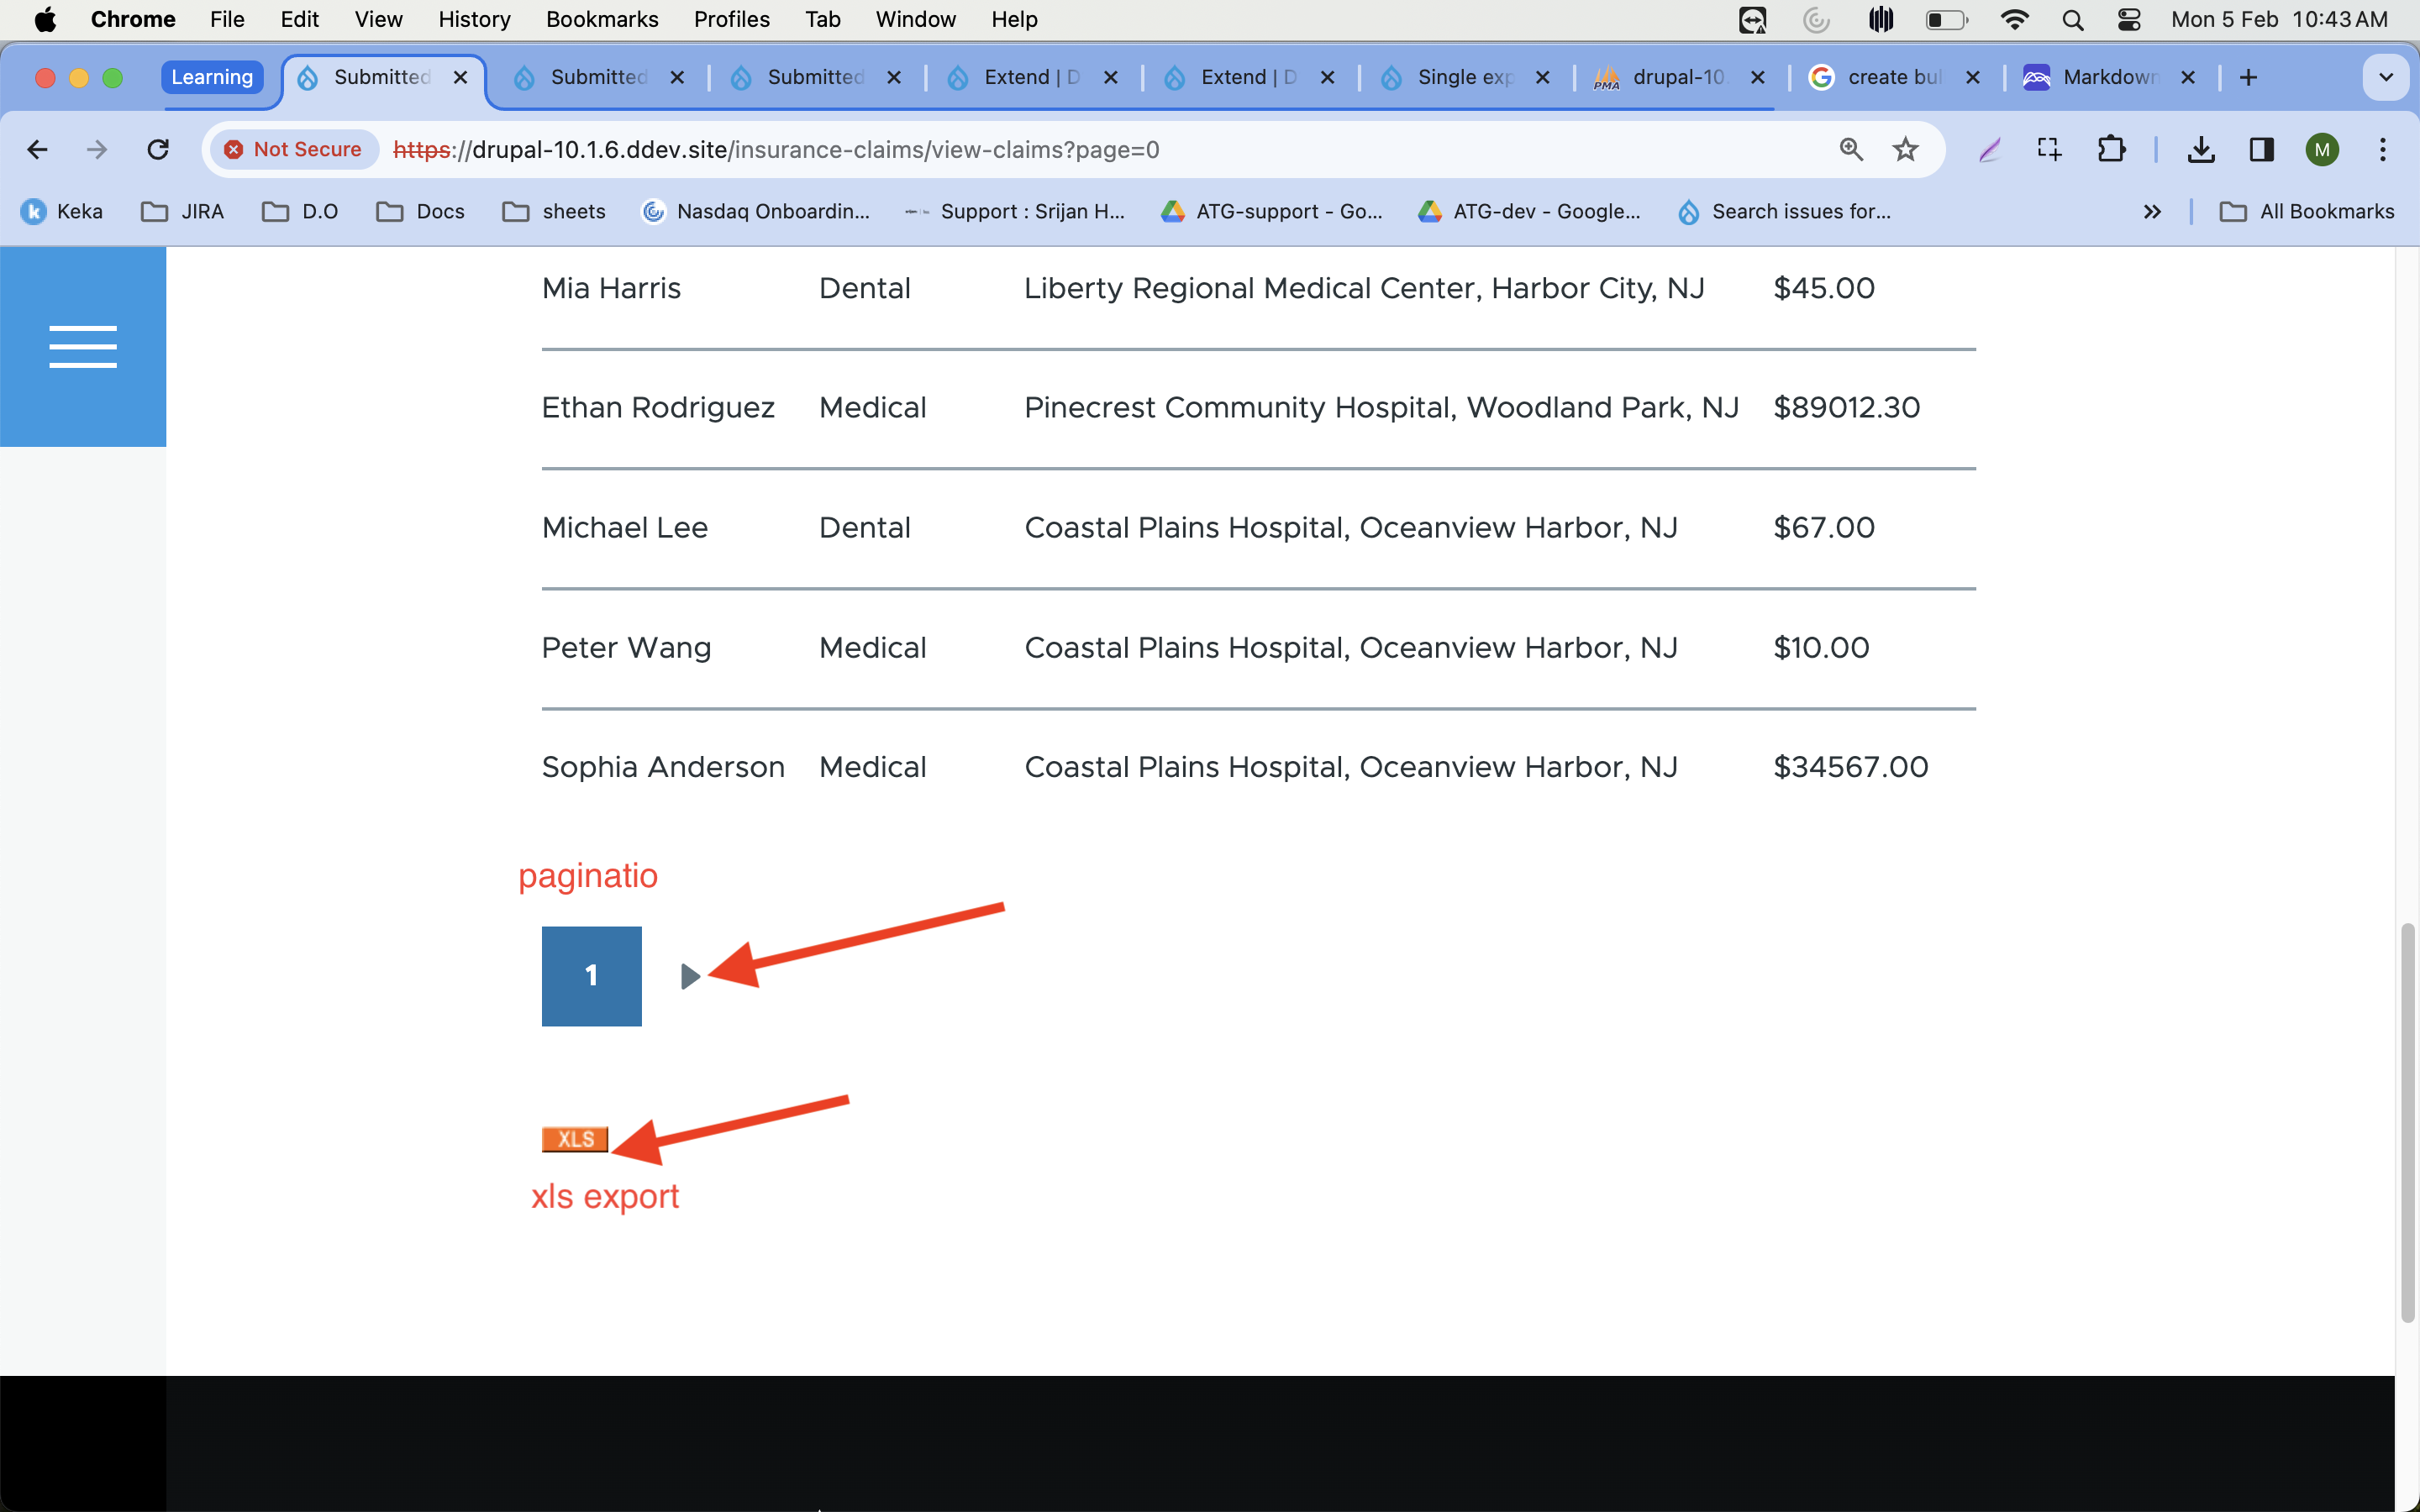 Chrome File Edit View History Bookmarks Profiles Tab Window Help Mon 5 Feb 10:43 AM
Learning Submitted Submitted Submitted Extend | D Extend | D Single exp PMA drupal-10 create bul Markdown
Not Secure https://drupal-10.1.6.ddev.site/insurance-claims/view-claims?page=0 M
k Keka JIRA D.O Docs sheets Nasdaq Onboardin... Support : Srijan H... ATG-support - Go... ATG-dev - Google... Search issues for... All Bookmarks
Mia Harris Dental Liberty Regional Medical Center, Harbor City, NJ $45.00
Ethan Rodriguez Medical Pinecrest Community Hospital, Woodland Park, NJ $89012.30
Michael Lee Dental Coastal Plains Hospital, Oceanview Harbor, NJ $67.00
Peter Wang Medical Coastal Plains Hospital, Oceanview Harbor, NJ $10.00
Sophia Anderson Medical Coastal Plains Hospital, Oceanview Harbor, NJ $34567.00
paginatio
1
XLS
xls export